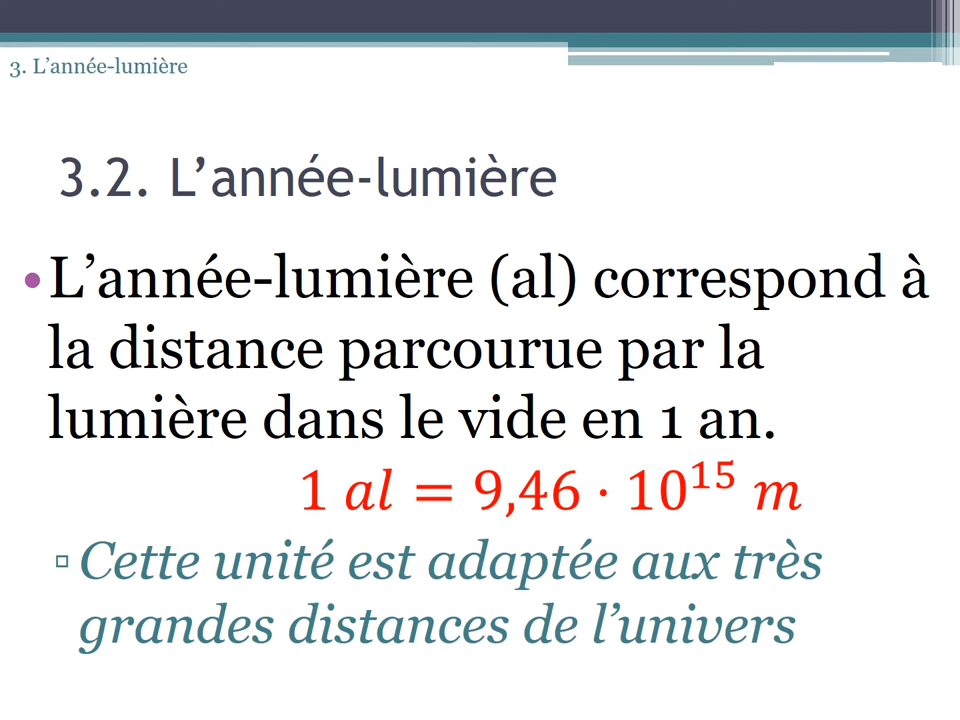 3. L’année-lumière
3.2. L’année-lumière
•L’année-lumière (al) correspond à
la distance parcourue par la
lumière dans le vide en 1 an.
1 al = 9,46 · 10¹⁵ m
▫ Cette unité est adaptée aux très
grandes distances de l’univers